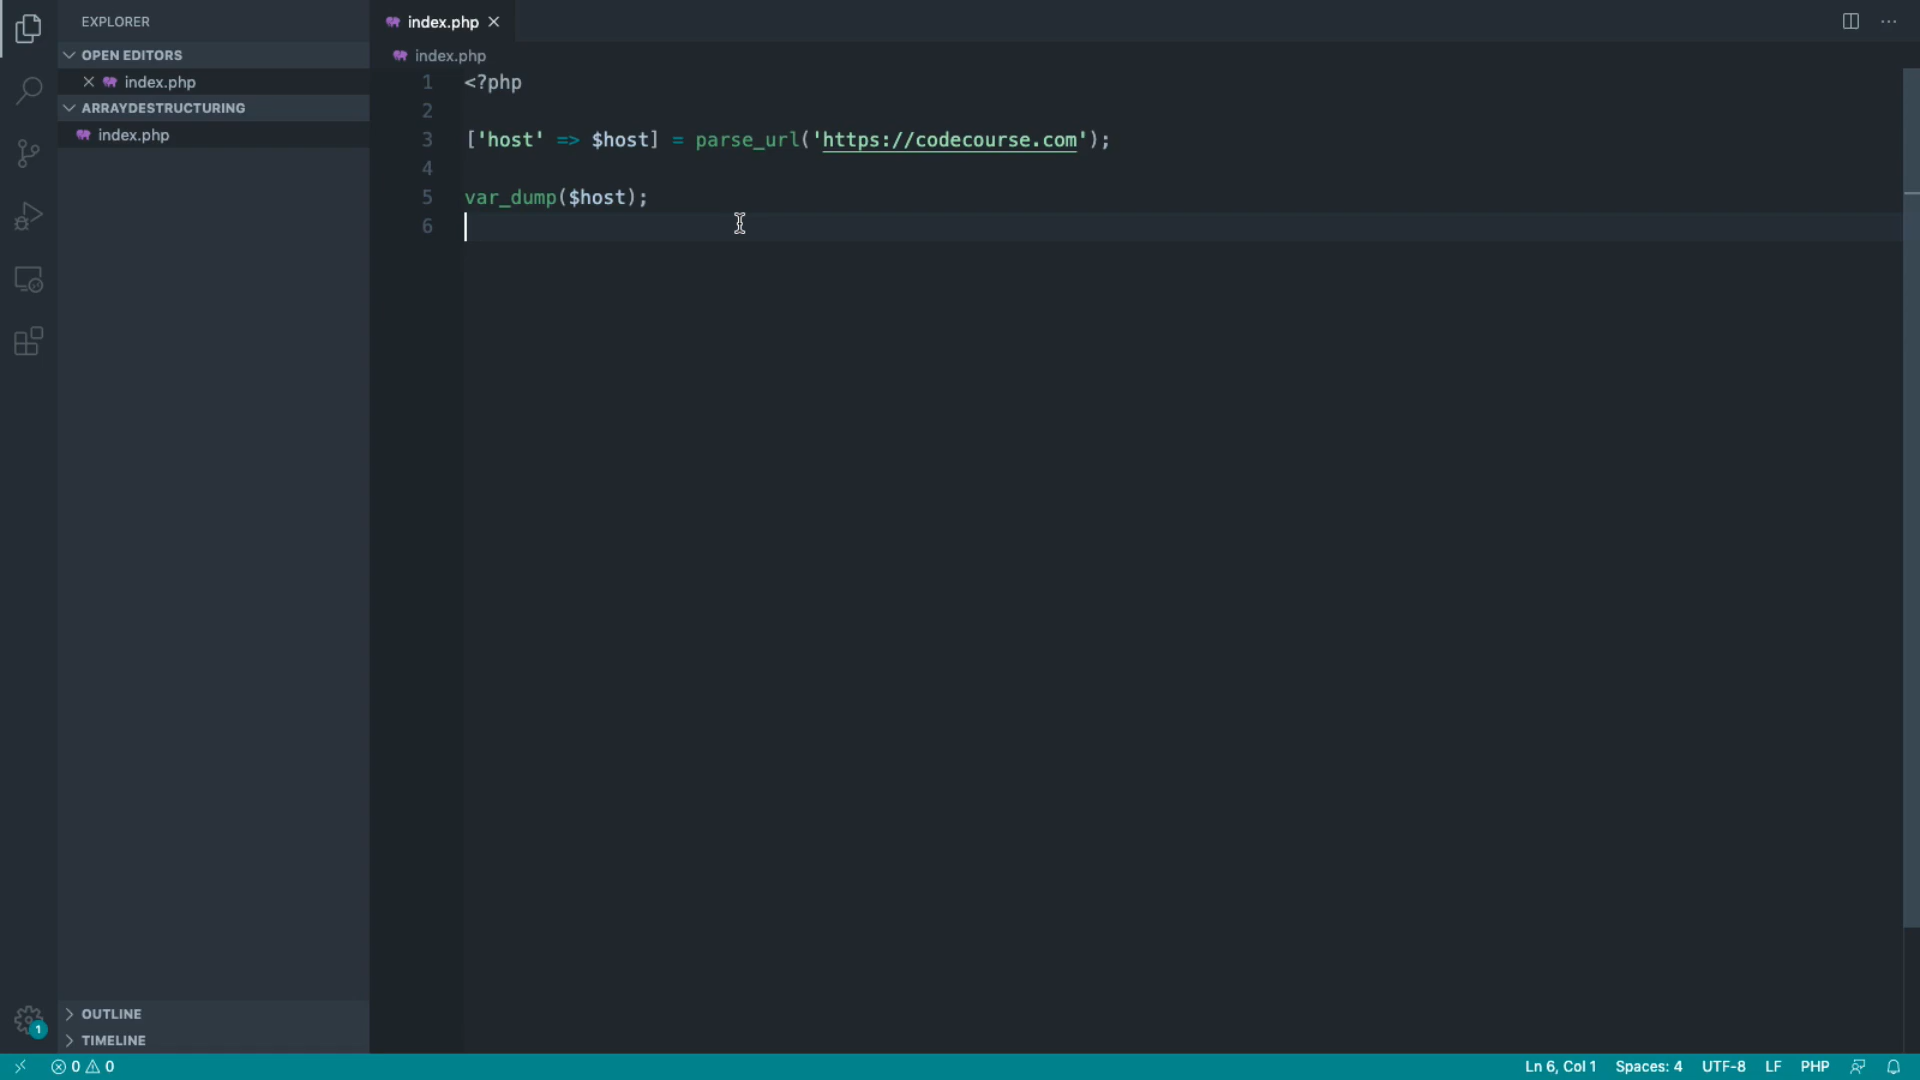 EXPLORER
OPEN EDITORS
index.php
ARRAYDESTRUCTURING
index.php
OUTLINE
TIMELINE
index.php
index.php
1 <?php
2
3 ['host' => $host] = parse_url('https://codecourse.com');
4
5 var_dump($host);
6
1
0 0
Ln 6, Col 1 Spaces: 4 UTF-8 LF PHP